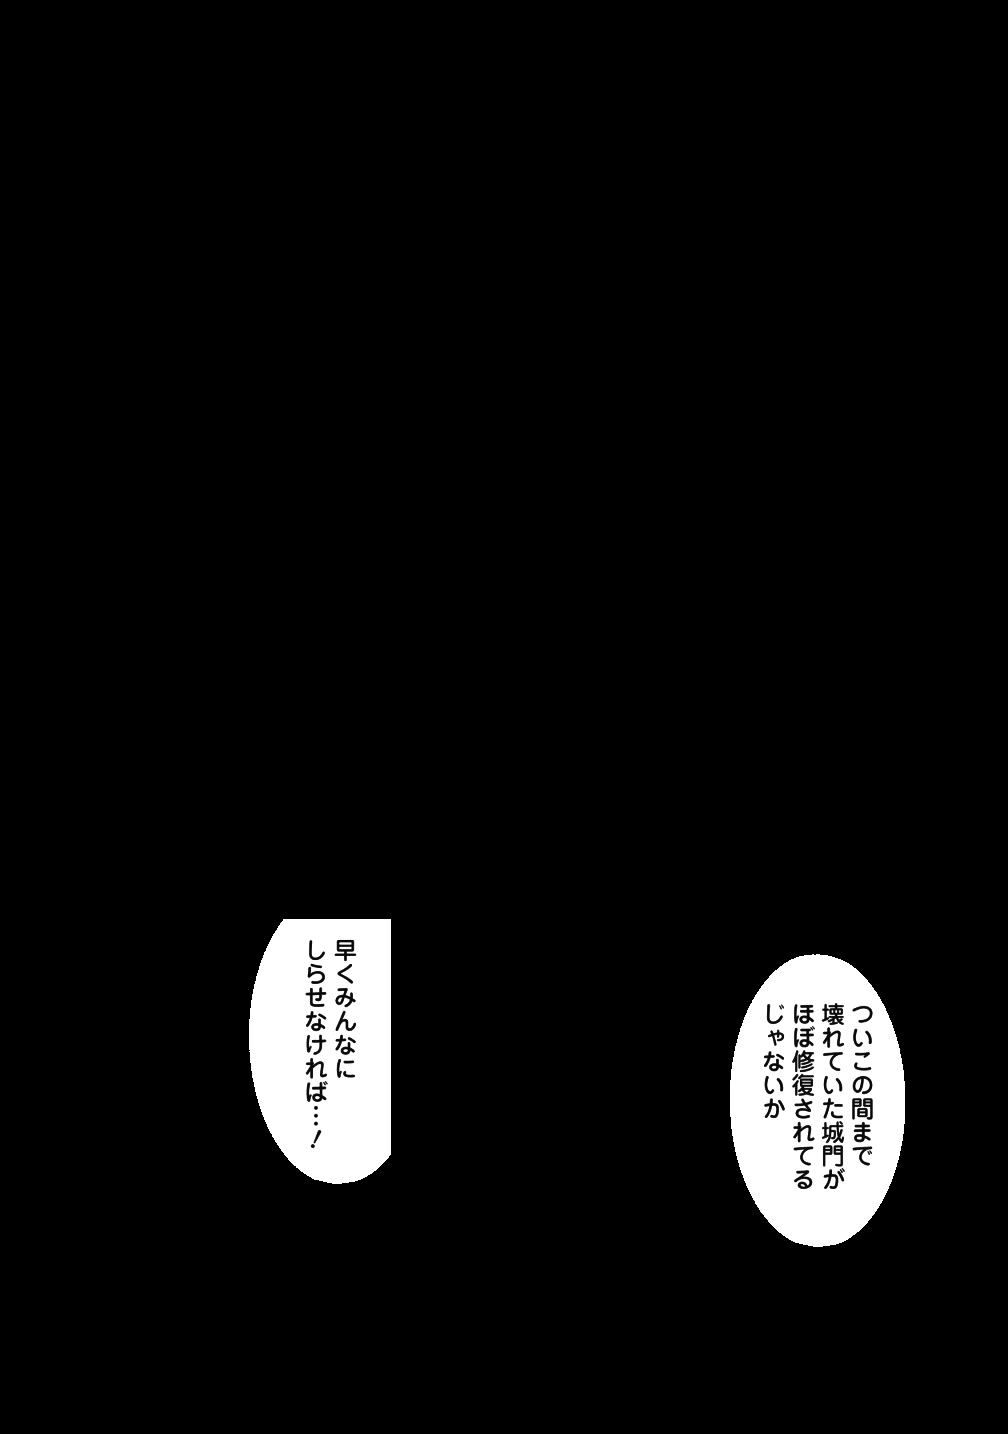 ついこの間まで
壊れていた城門が
ほぼ修復されてる
じゃないか
早くみんなに
しらせなければ…！